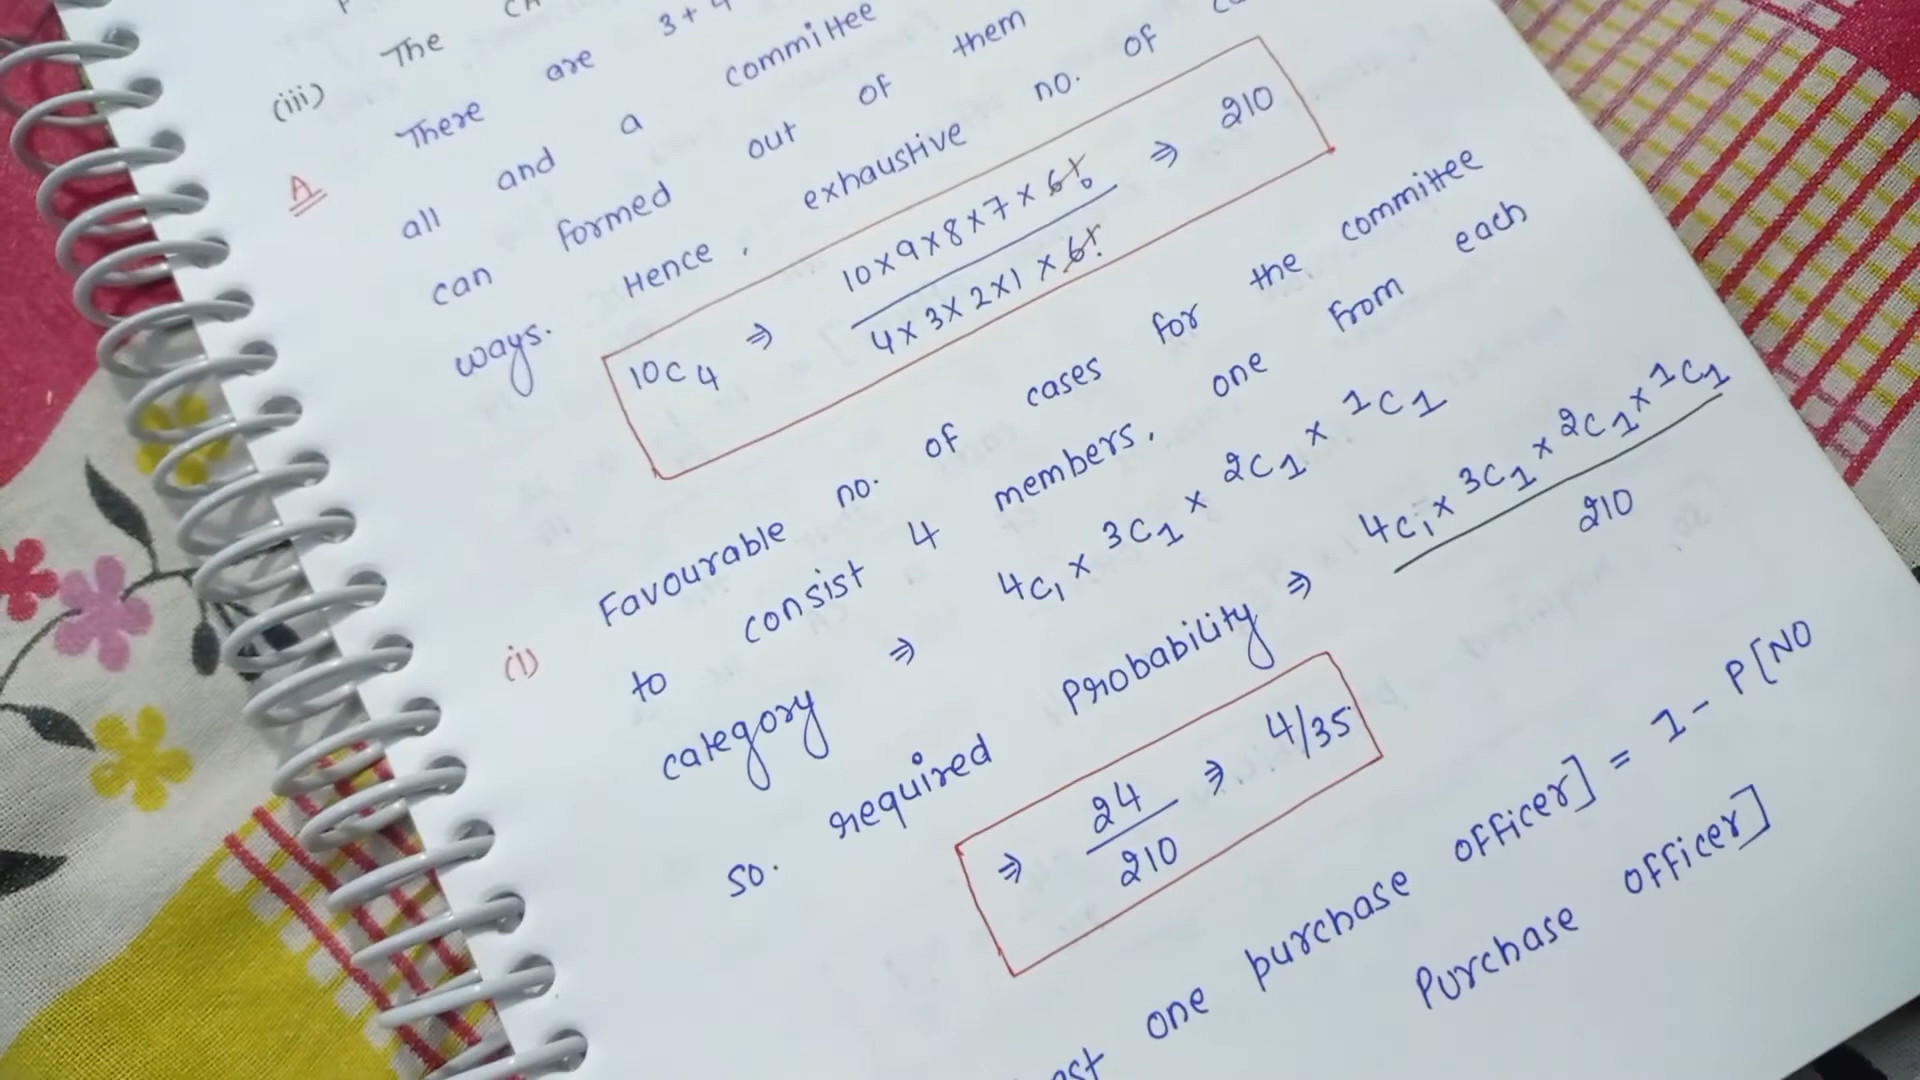 (iii) The
A There are 3+4
all and a committee
can formed out of them
ways. Hence, exhaustive no. of
10C4 ⇒ 10×9×8×7×6! / 4×3×2×1×6! ⇒ 210
(i) Favourable no. of cases for the committee
to consist 4 members, one from each
category ⇒ 4C1 × 3C1 × 2C1 × 1C1
so. required probability ⇒ 4C1 × 3C1 × 2C1 × 1C1 / 210
⇒ 24/210 ⇒ 4/35
one purchase officer] = 1 - P[NO
Purchase officer]